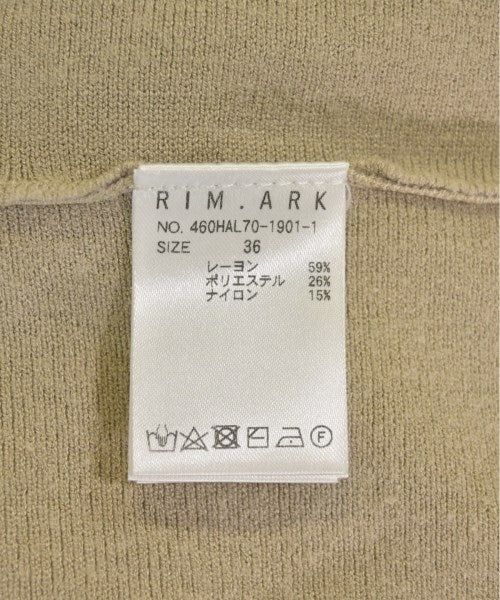 RIM.ARK
NO. 460HAL70-1901-1
SIZE 36
レーヨン 59%
ポリエステル 26%
ナイロン 15%
F